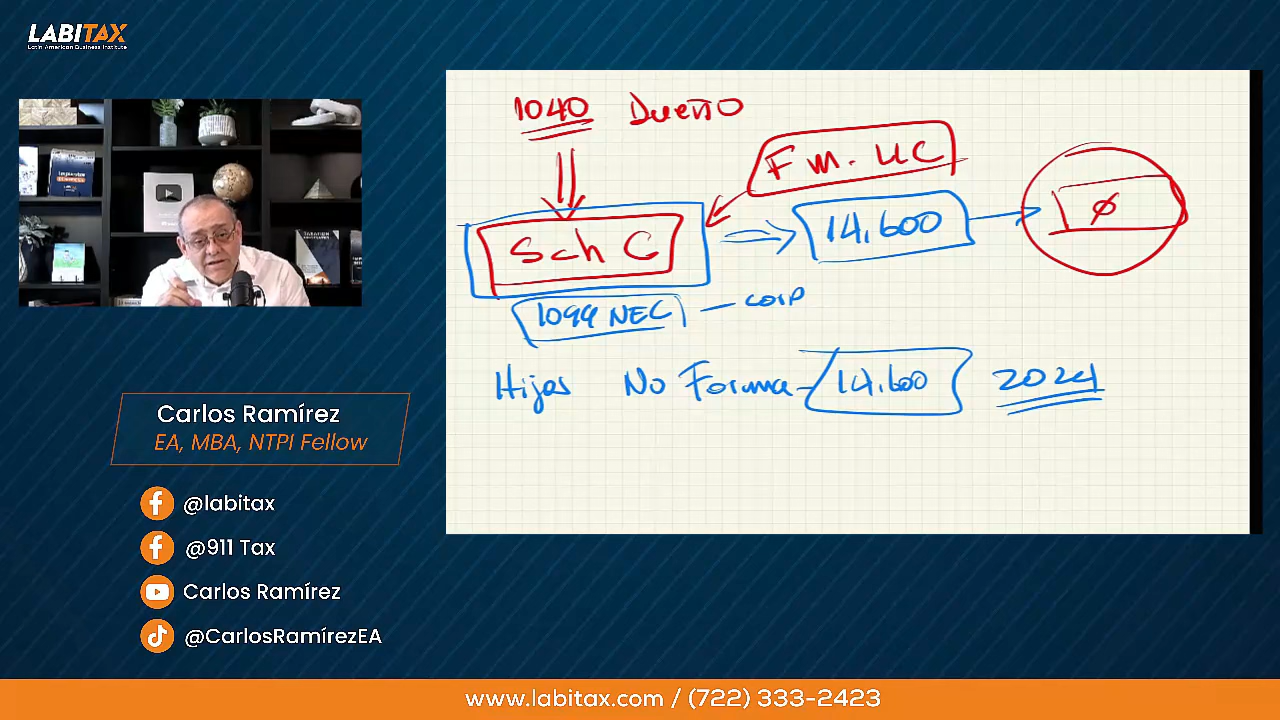 LABITAX
Latin American Business Institute
1040 Dueño
Fm. LLC
Sch C
14,600
Ø
1099 NEC - corp
Hijos No Forma - 14,600 2024
Carlos Ramírez
EA, MBA, NTPI Fellow
@labitax
@911 Tax
Carlos Ramírez
@CarlosRamírezEA
www.labitax.com / (722) 333-2423